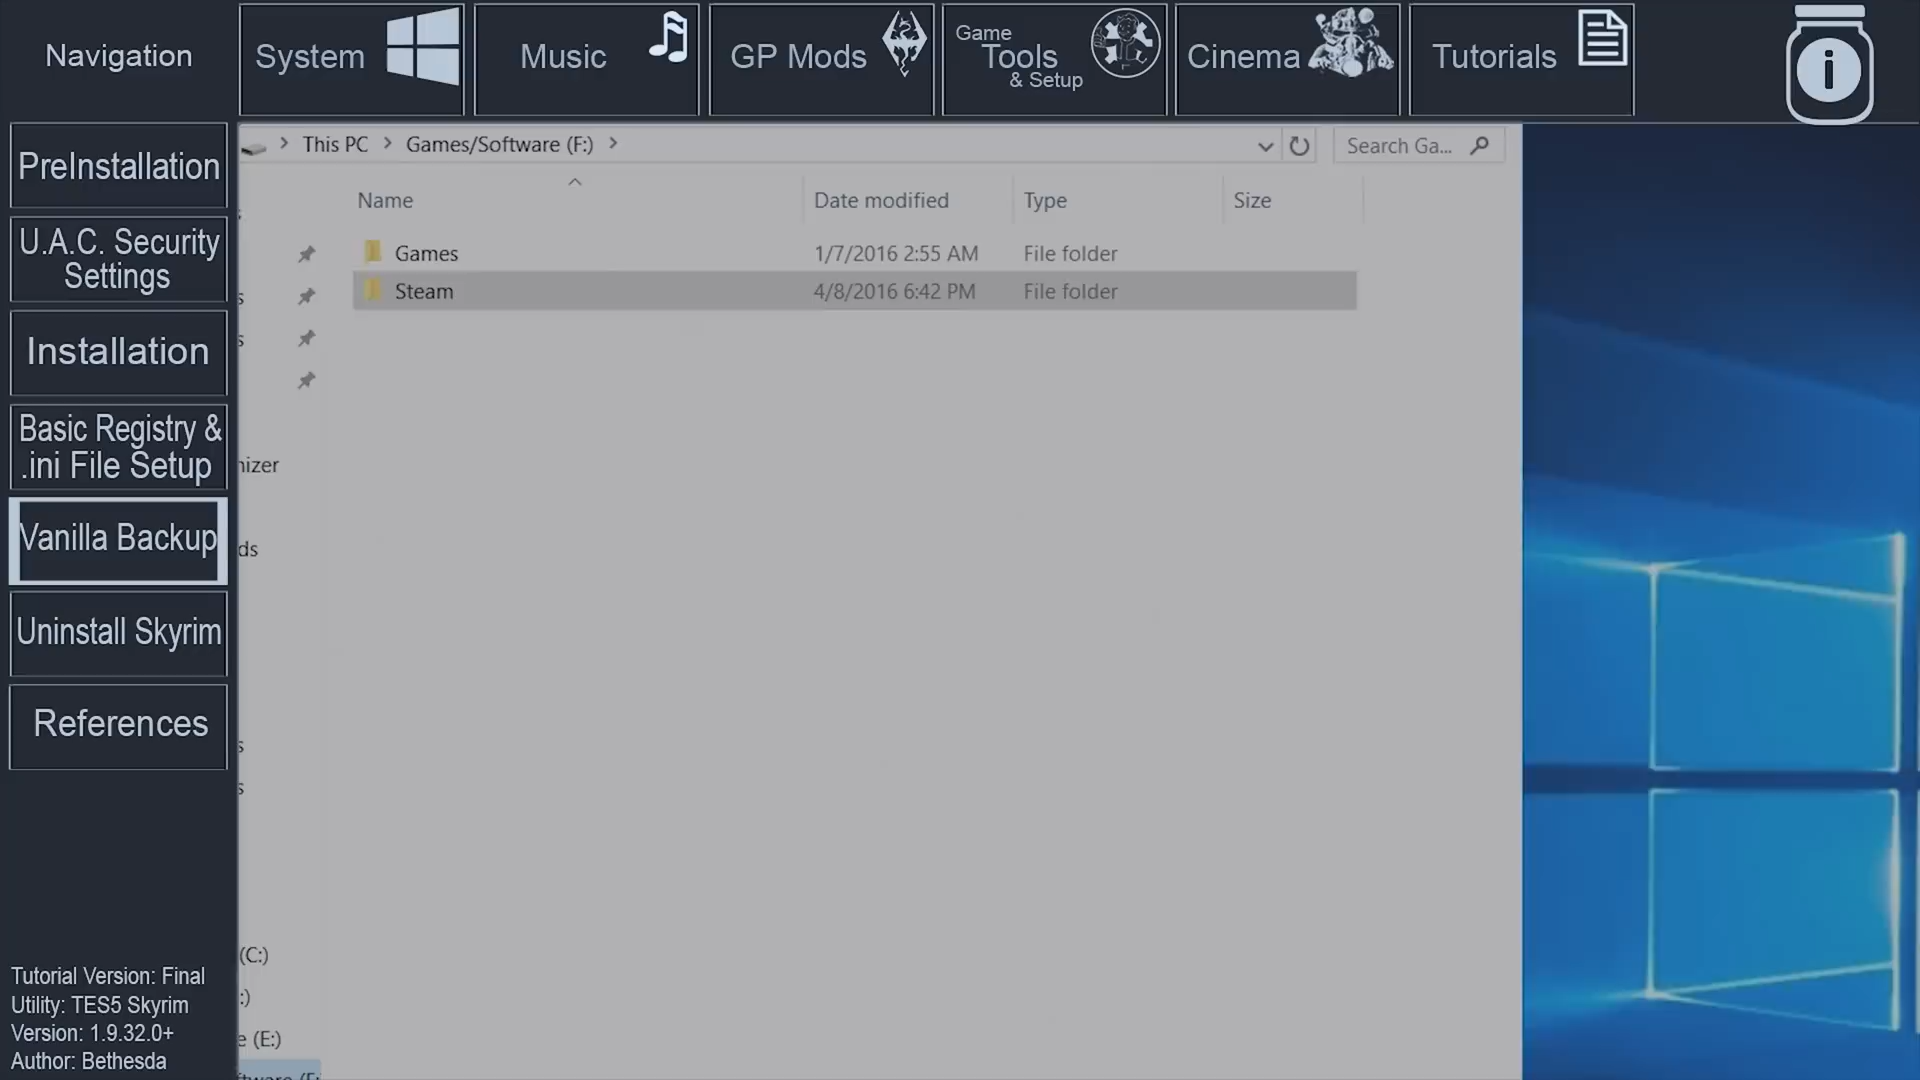 Navigation
System
Music
GP Mods
Game
Tools
& Setup
Cinema
Tutorials
i
PreInstallation
U.A.C. Security
Settings
Installation
Basic Registry &
.ini File Setup
Vanilla Backup
Uninstall Skyrim
References
This PC > Games/Software (F:) >
Search Ga...
Name
Date modified
Type
Size
Games
1/7/2016 2:55 AM
File folder
Steam
4/8/2016 6:42 PM
File folder
s
s
nizer
ds
s
s
(C:)
:)
e (E:)
Tutorial Version: Final
Utility: TES5 Skyrim
Version: 1.9.32.0+
Author: Bethesda